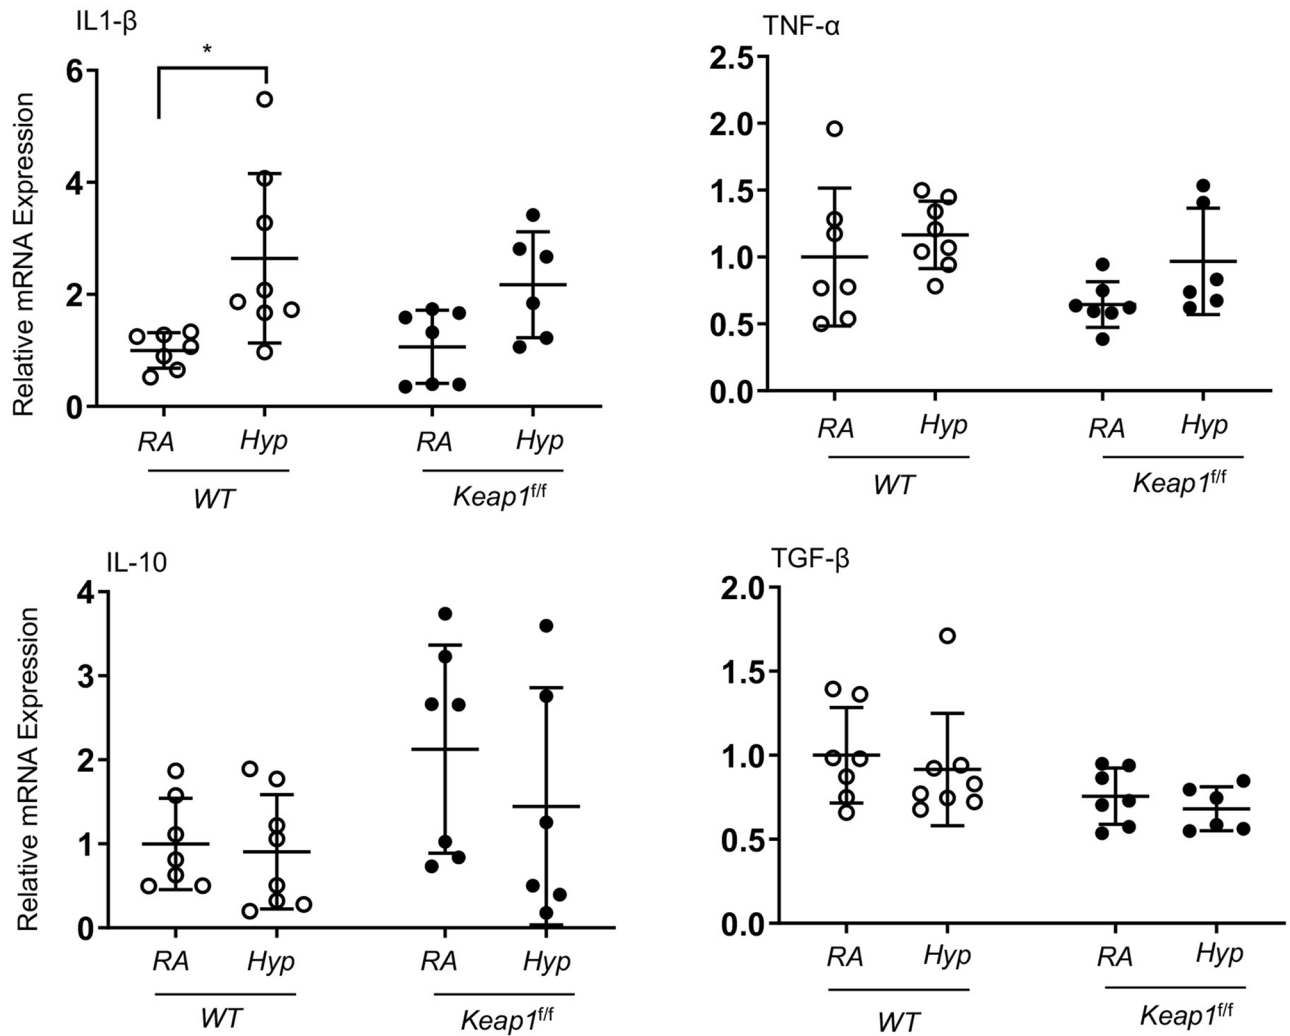 IL1-β
*
Relative mRNA Expression
6
4
2
0
RA Hyp RA Hyp
WT Keap1f/f
TNF-α
2.5
2.0
1.5
1.0
0.5
0.0
RA Hyp RA Hyp
WT Keap1f/f
IL-10
Relative mRNA Expression
4
3
2
1
0
RA Hyp RA Hyp
WT Keap1f/f
TGF-β
2.0
1.5
1.0
0.5
0.0
RA Hyp RA Hyp
WT Keap1f/f